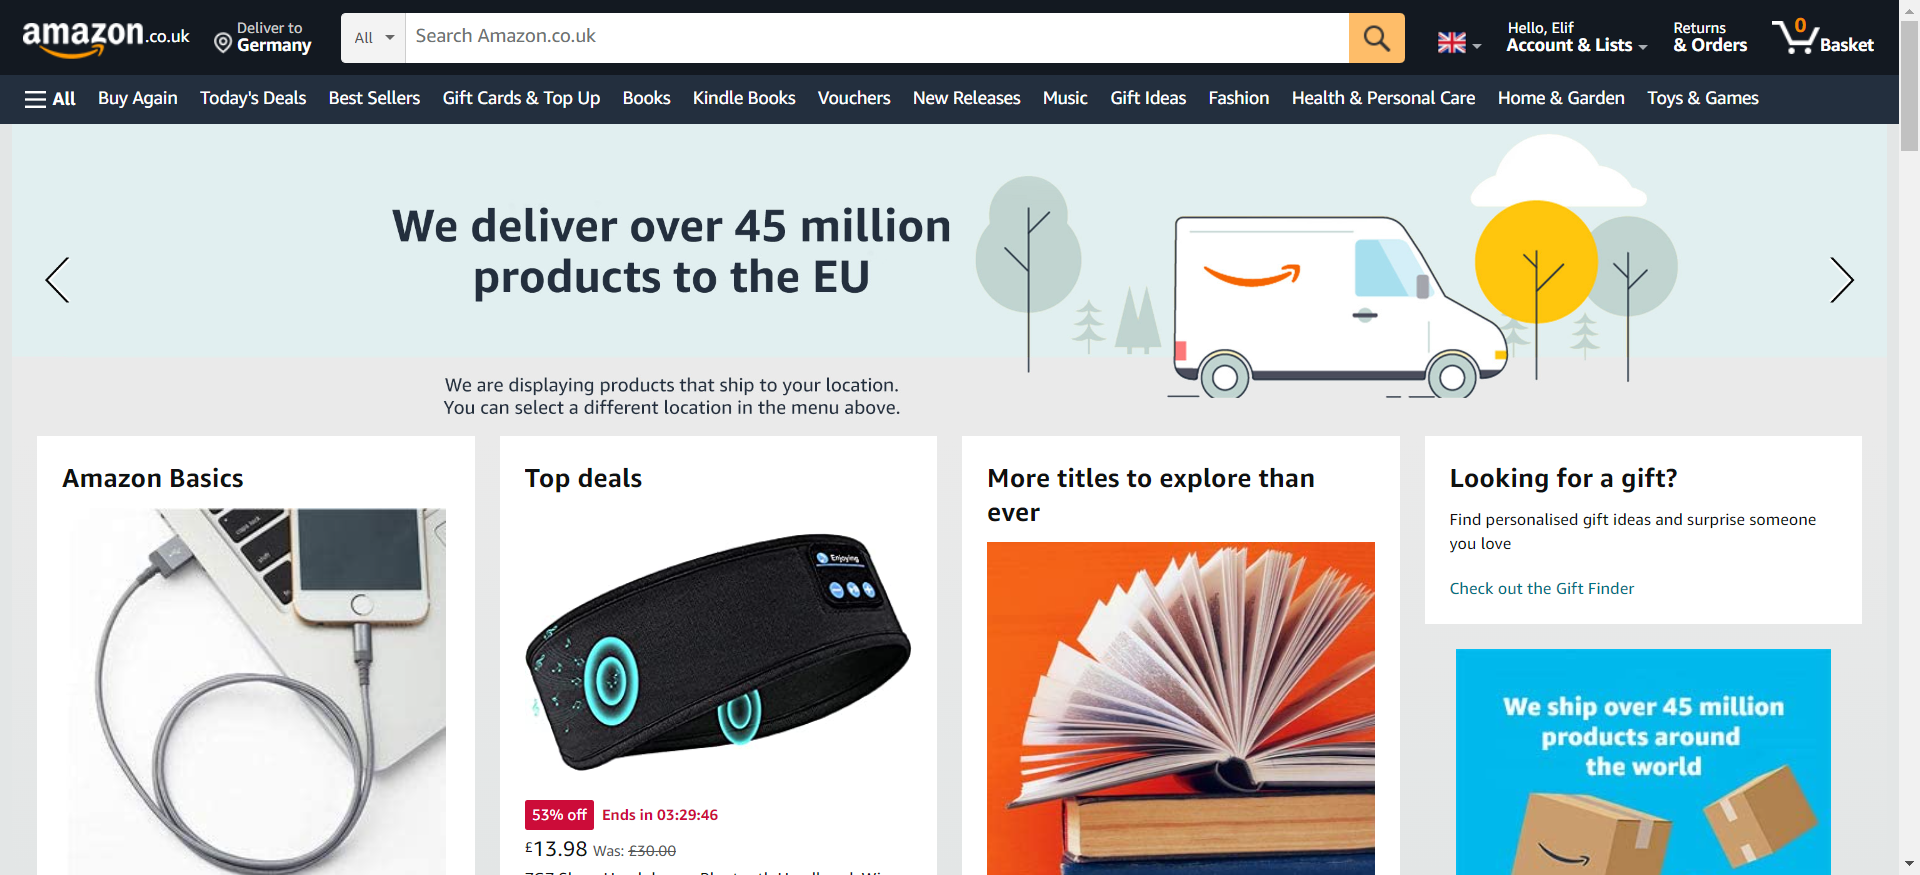 amazon.co.uk
Deliver to
Germany
All
Search Amazon.co.uk
Hello, Elif
Account & Lists
Returns
& Orders
0
Basket
All
Buy Again
Today's Deals
Best Sellers
Gift Cards & Top Up
Books
Kindle Books
Vouchers
New Releases
Music
Gift Ideas
Fashion
Health & Personal Care
Home & Garden
Toys & Games
We deliver over 45 million
products to the EU
We are displaying products that ship to your location.
You can select a different location in the menu above.
Amazon Basics
caps lock
shift
Top deals
Enjoying
53% off
Ends in 03:29:46
£13.98 Was: £30.00
More titles to explore than
ever
Looking for a gift?
Find personalised gift ideas and surprise someone
you love
Check out the Gift Finder
We ship over 45 million
products around
the world